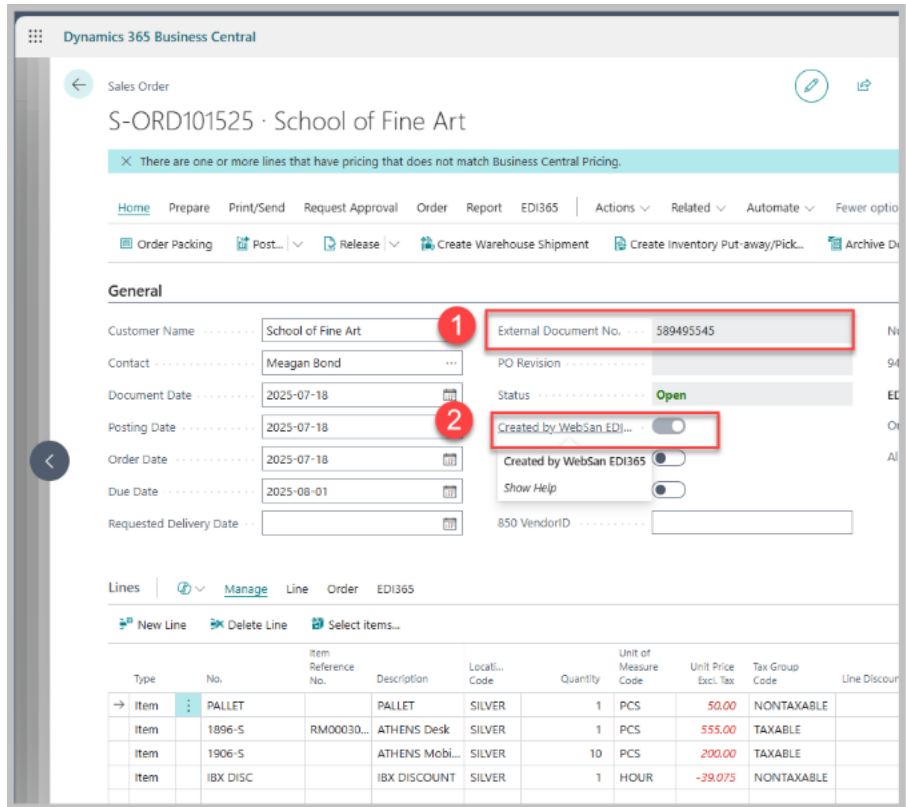 Dynamics 365 Business Central
Sales Order
S-ORD101525 · School of Fine Art
There are one or more lines that have pricing that does not match Business Central Pricing.
Home Prepare Print/Send Request Approval Order Report EDI365 Actions Related Automate Fewer optio
Order Packing Post... Release Create Warehouse Shipment Create Inventory Put-away/Pick... Archive D
General
Customer Name School of Fine Art 1 External Document No. 589495545
Contact Meagan Bond PO Revision 94
Document Date 2025-07-18 Status Open
Posting Date 2025-07-18 2 Created by WebSan EDI...
Order Date 2025-07-18 Created by WebSan EDI365
Due Date 2025-08-01 Show Help
Requested Delivery Date 850 VendorID
Lines Manage Line Order EDI365
New Line Delete Line Select items...
Type No. Item Reference No. Description Locati... Code Quantity Unit of Measure Code Unit Price Excl. Tax Tax Group Code Line Discoun
Item PALLET PALLET SILVER 1 PCS 50.00 NONTAXABLE
Item 1896-S RM00030... ATHENS Desk SILVER 1 PCS 555.00 TAXABLE
Item 1906-S ATHENS Mobi... SILVER 10 PCS 200.00 TAXABLE
Item IBX DISC IBX DISCOUNT SILVER 1 HOUR -39.075 NONTAXABLE